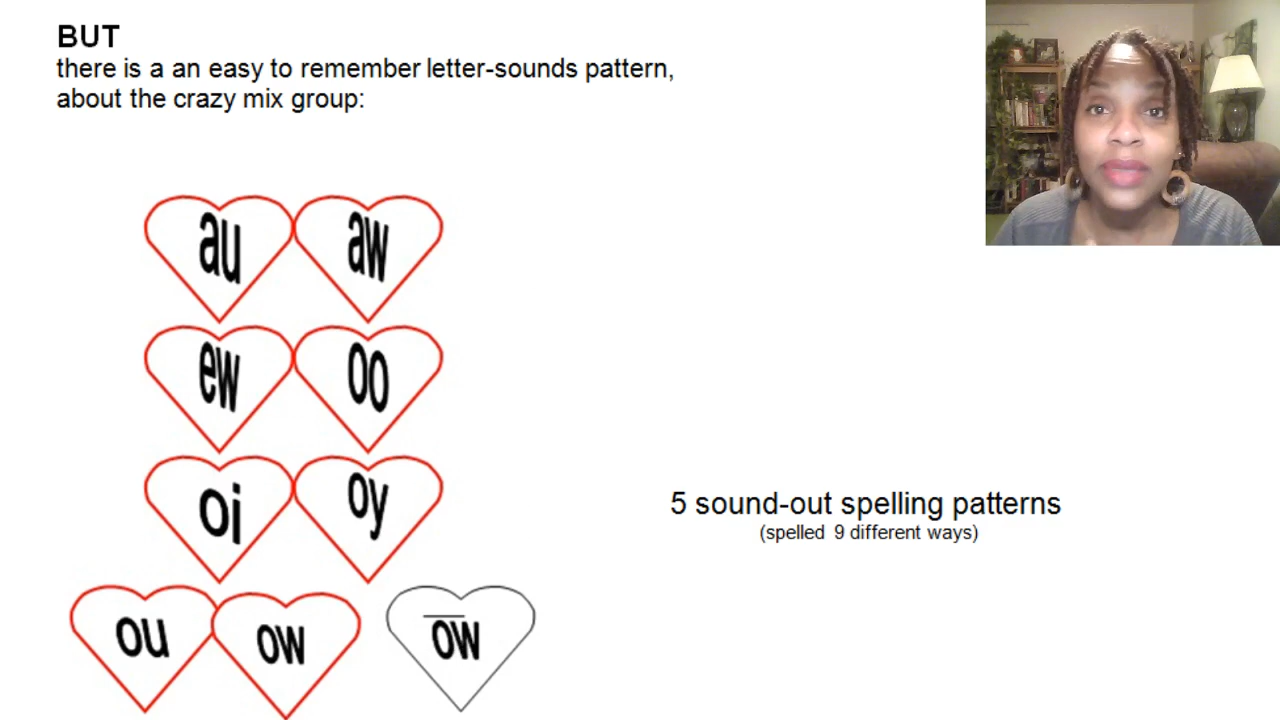 BUT
there is a an easy to remember letter-sounds pattern,
about the crazy mix group:
au aw
ew oo
oi oy
ou ow o̅w̅
5 sound-out spelling patterns
(spelled 9 different ways)